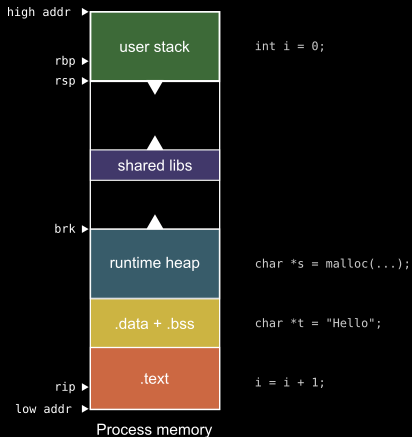 high addr
user stack
int i = 0;
rbp
rsp
shared libs
brk
runtime heap
char *s = malloc(...);
.data + .bss
char *t = "Hello";
.text
i = i + 1;
rip
low addr
Process memory